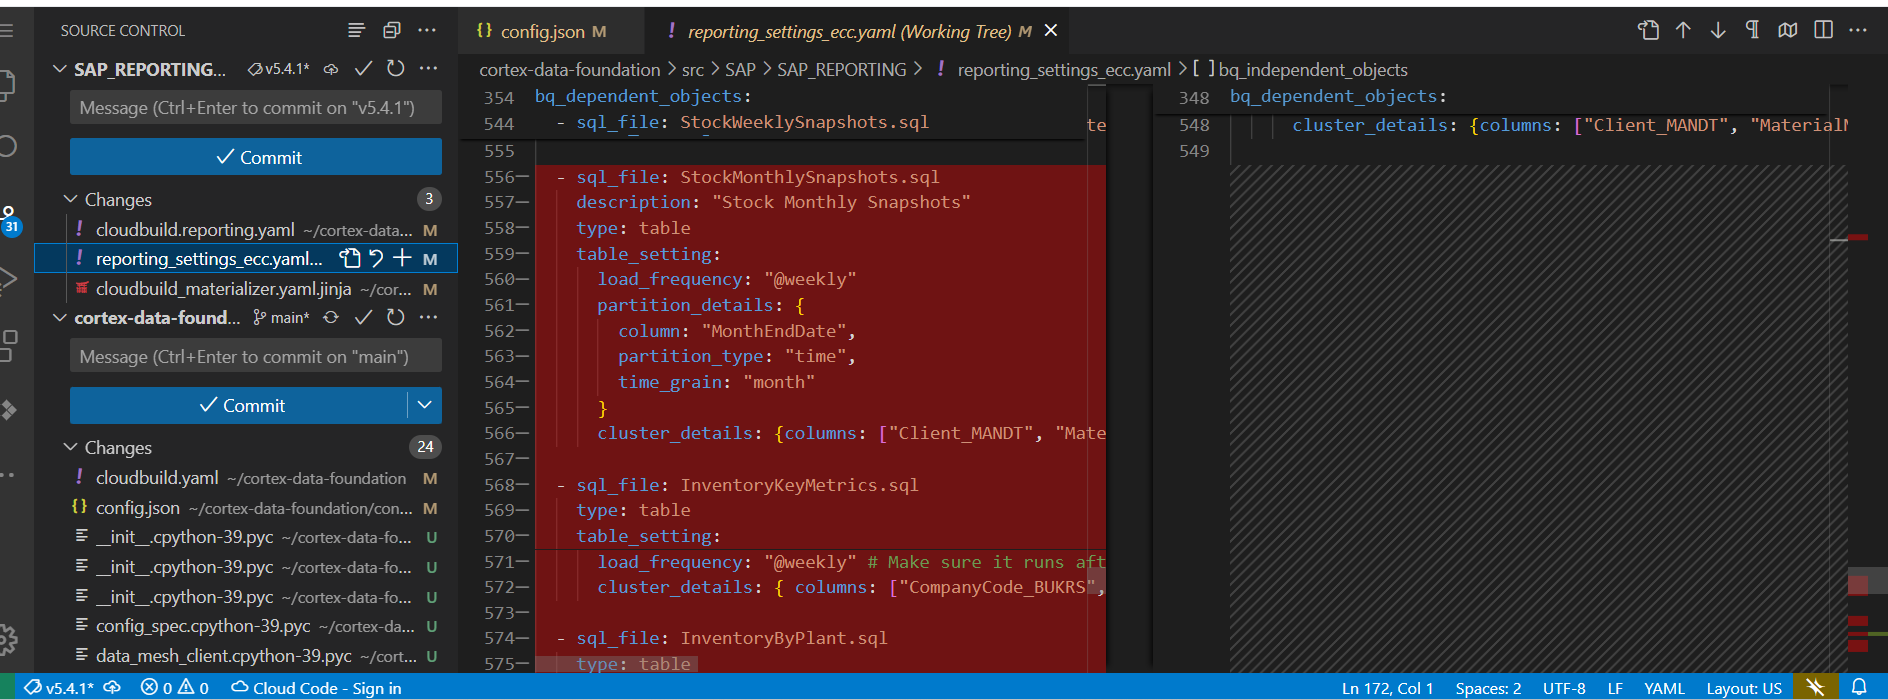 SOURCE CONTROL
SAP_REPORTING... v5.4.1*
Message (Ctrl+Enter to commit on "v5.4.1")
Commit
Changes 3
cloudbuild.reporting.yaml ~/cortex-data... M
reporting_settings_ecc.yaml... M
cloudbuild_materializer.yaml.jinja ~/cor... M
cortex-data-found... main*
Message (Ctrl+Enter to commit on "main")
Commit
Changes 24
cloudbuild.yaml ~/cortex-data-foundation M
{} config.json ~/cortex-data-foundation/con... M
__init__.cpython-39.pyc ~/cortex-data-fo... U
__init__.cpython-39.pyc ~/cortex-data-fo... U
__init__.cpython-39.pyc ~/cortex-data-fo... U
config_spec.cpython-39.pyc ~/cortex-da... U
data_mesh_client.cpython-39.pyc ~/cort... U
31
{} config.json M
! reporting_settings_ecc.yaml (Working Tree) M
cortex-data-foundation > src > SAP > SAP_REPORTING > ! reporting_settings_ecc.yaml > [ ] bq_independent_objects
354 bq_dependent_objects:
544 - sql_file: StockWeeklySnapshots.sql
555
556— - sql_file: StockMonthlySnapshots.sql
557— description: "Stock Monthly Snapshots"
558— type: table
559— table_setting:
560— load_frequency: "@weekly"
561— partition_details: {
562— column: "MonthEndDate",
563— partition_type: "time",
564— time_grain: "month"
565— }
566— cluster_details: {columns: ["Client_MANDT", "Mate
567—
568— - sql_file: InventoryKeyMetrics.sql
569— type: table
570— table_setting:
571— load_frequency: "@weekly" # Make sure it runs aft
572— cluster_details: { columns: ["CompanyCode_BUKRS",
573—
574— - sql_file: InventoryByPlant.sql
575— type: table
348 bq_dependent_objects:
548 cluster_details: {columns: ["Client_MANDT", "Material
549
v5.4.1* 0 0 Cloud Code - Sign in
Ln 172, Col 1 Spaces: 2 UTF-8 LF YAML Layout: US